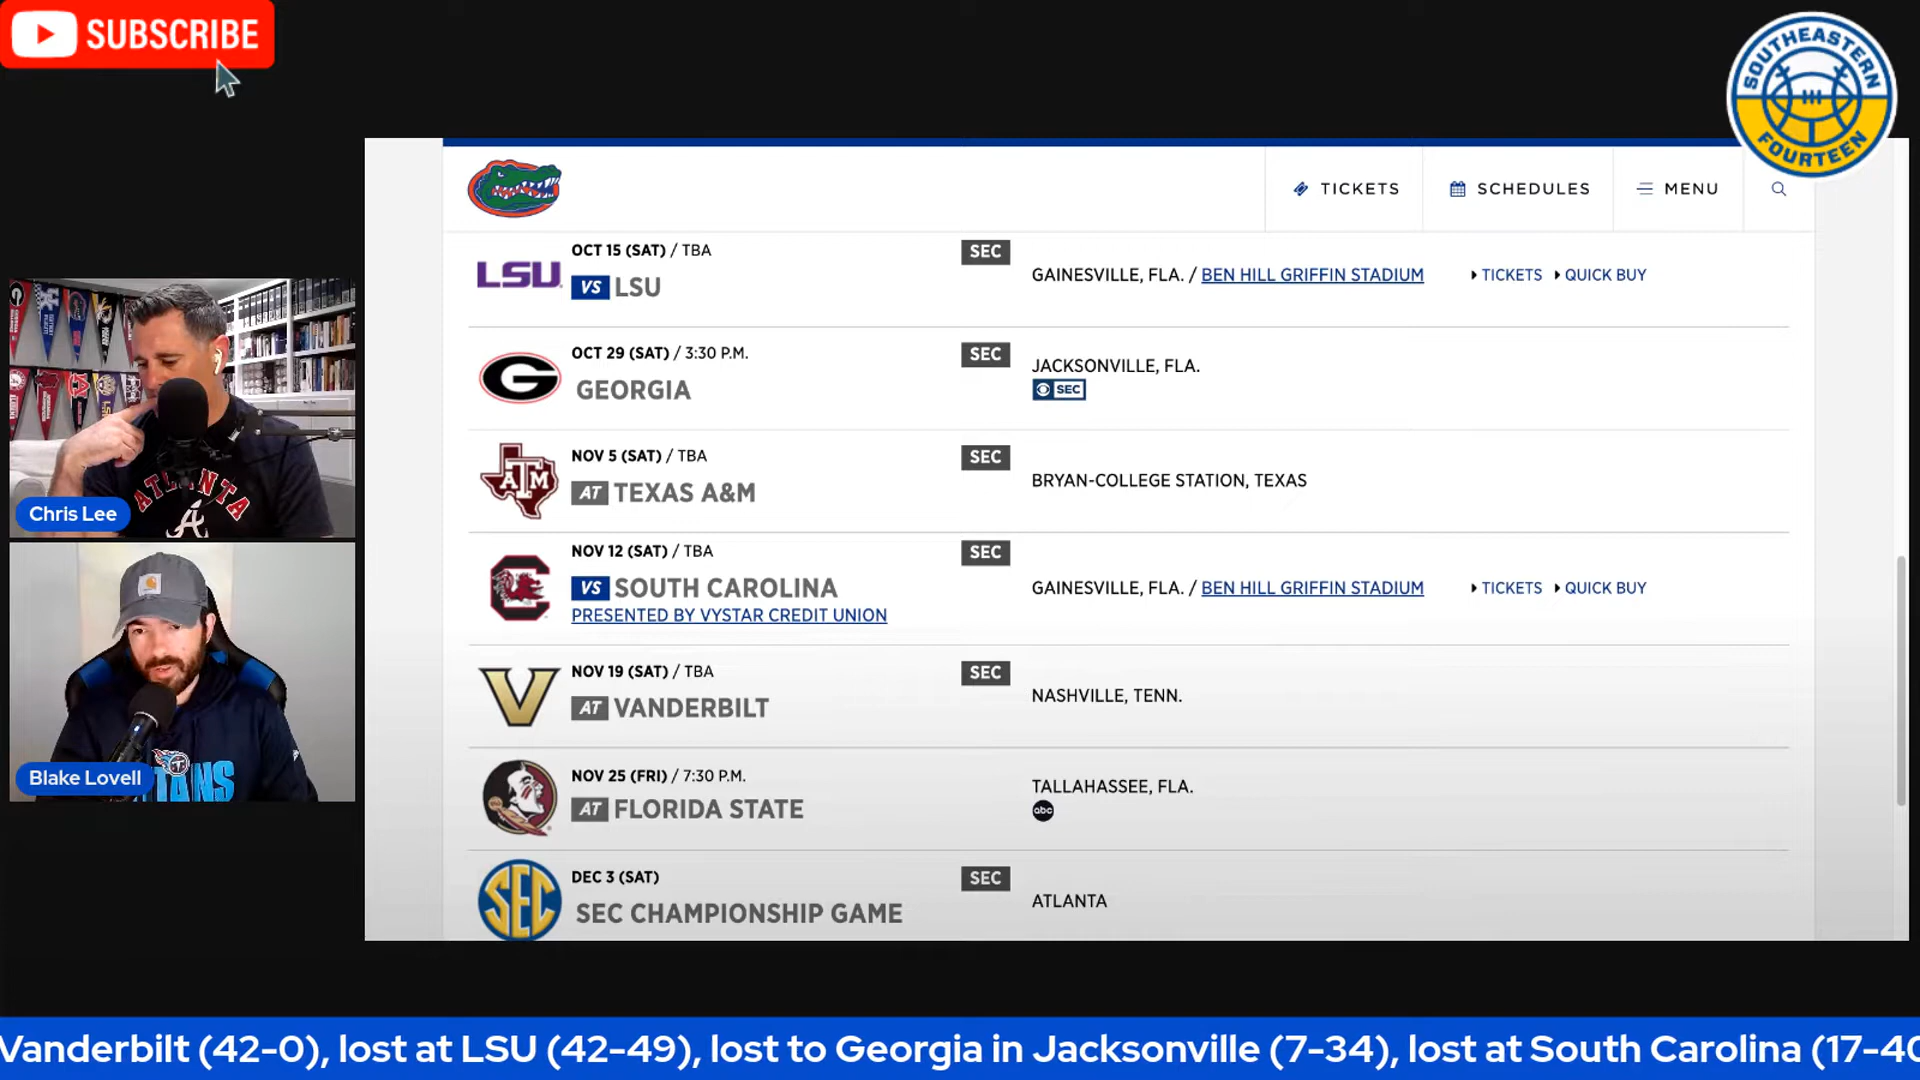 SUBSCRIBE
SOUTHEASTERN
FOURTEEN
TICKETS
SCHEDULES
MENU
LSU
OCT 15 (SAT) / TBA
VS LSU
SEC
GAINESVILLE, FLA. / BEN HILL GRIFFIN STADIUM
TICKETS QUICK BUY
G
OCT 29 (SAT) / 3:30 P.M.
GEORGIA
SEC
JACKSONVILLE, FLA.
SEC
ATM
NOV 5 (SAT) / TBA
AT TEXAS A&M
SEC
BRYAN-COLLEGE STATION, TEXAS
C
NOV 12 (SAT) / TBA
VS SOUTH CAROLINA
PRESENTED BY VYSTAR CREDIT UNION
SEC
GAINESVILLE, FLA. / BEN HILL GRIFFIN STADIUM
TICKETS QUICK BUY
V
NOV 19 (SAT) / TBA
AT VANDERBILT
SEC
NASHVILLE, TENN.
NOV 25 (FRI) / 7:30 P.M.
AT FLORIDA STATE
TALLAHASSEE, FLA.
abc
SEC
DEC 3 (SAT)
SEC CHAMPIONSHIP GAME
SEC
ATLANTA
ATLANTA
A
Chris Lee
TANS
Blake Lovell
Vanderbilt (42-0), lost at LSU (42-49), lost to Georgia in Jacksonville (7-34), lost at South Carolina (17-40